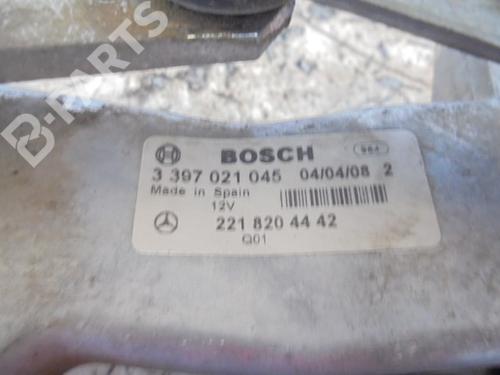 B-PARTS
BOSCH 984
3 397 021 045 04/04/08 2
Made in Spain
12V
221 820 44 42
Q01